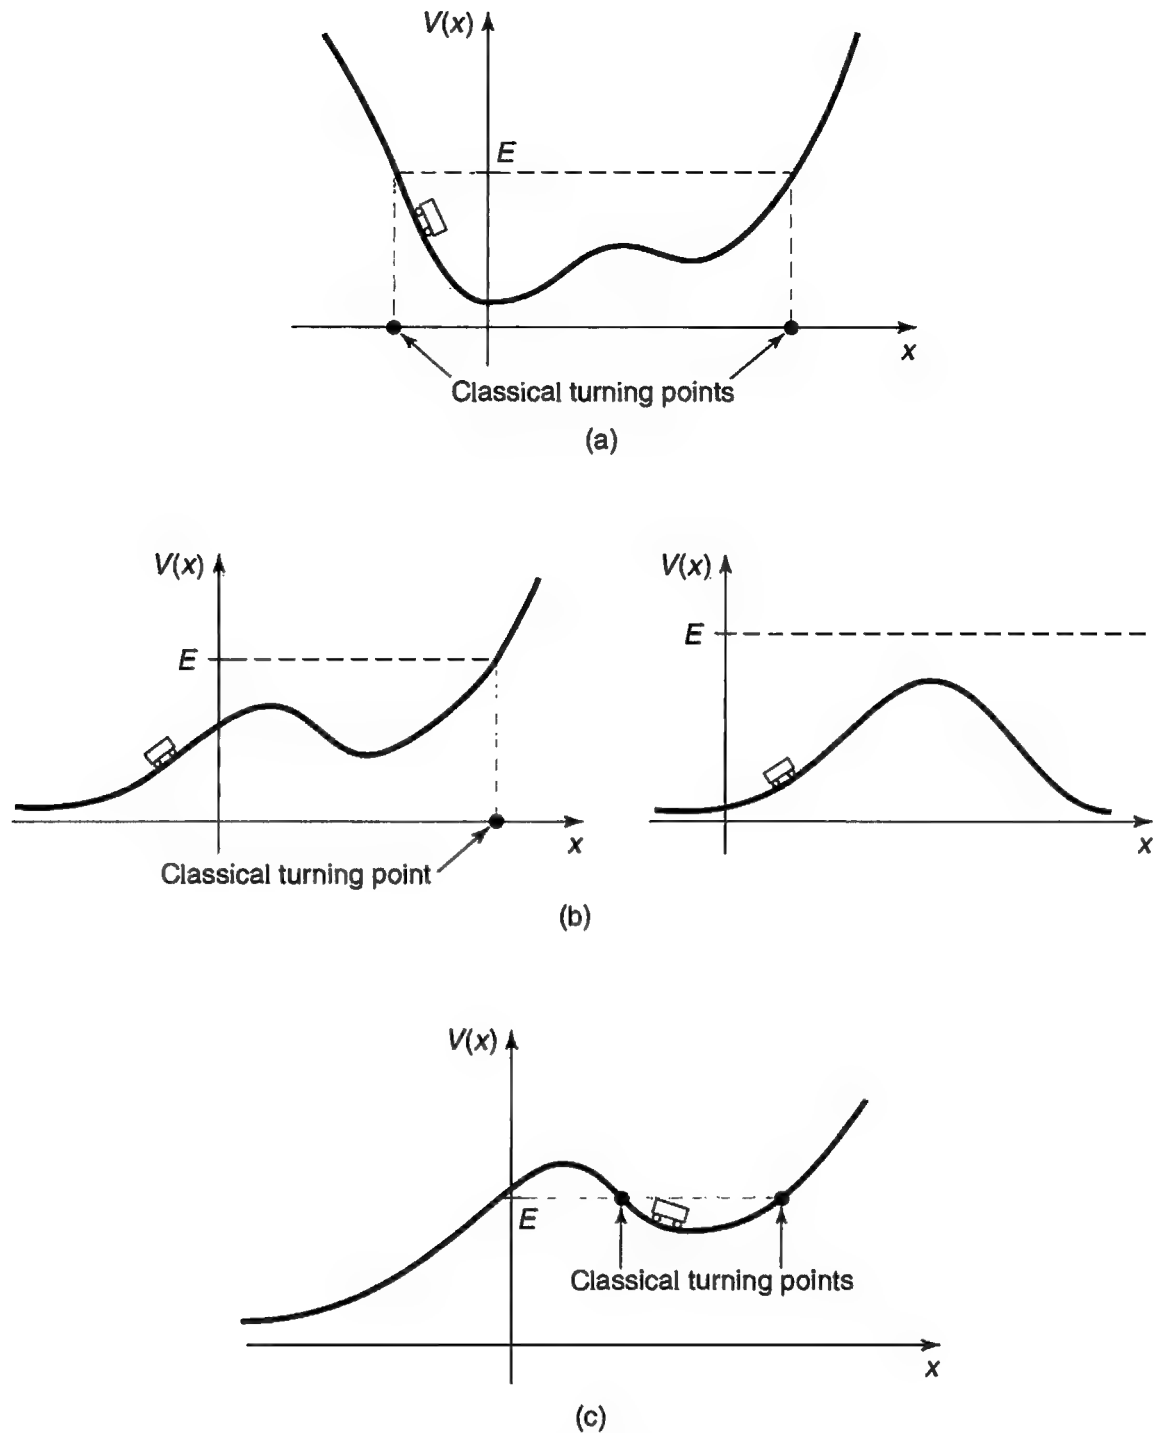 V(x)
E
x
Classical turning points
(a)
V(x)
E
x
Classical turning point
V(x)
E
x
(b)
V(x)
E
Classical turning points
x
(c)